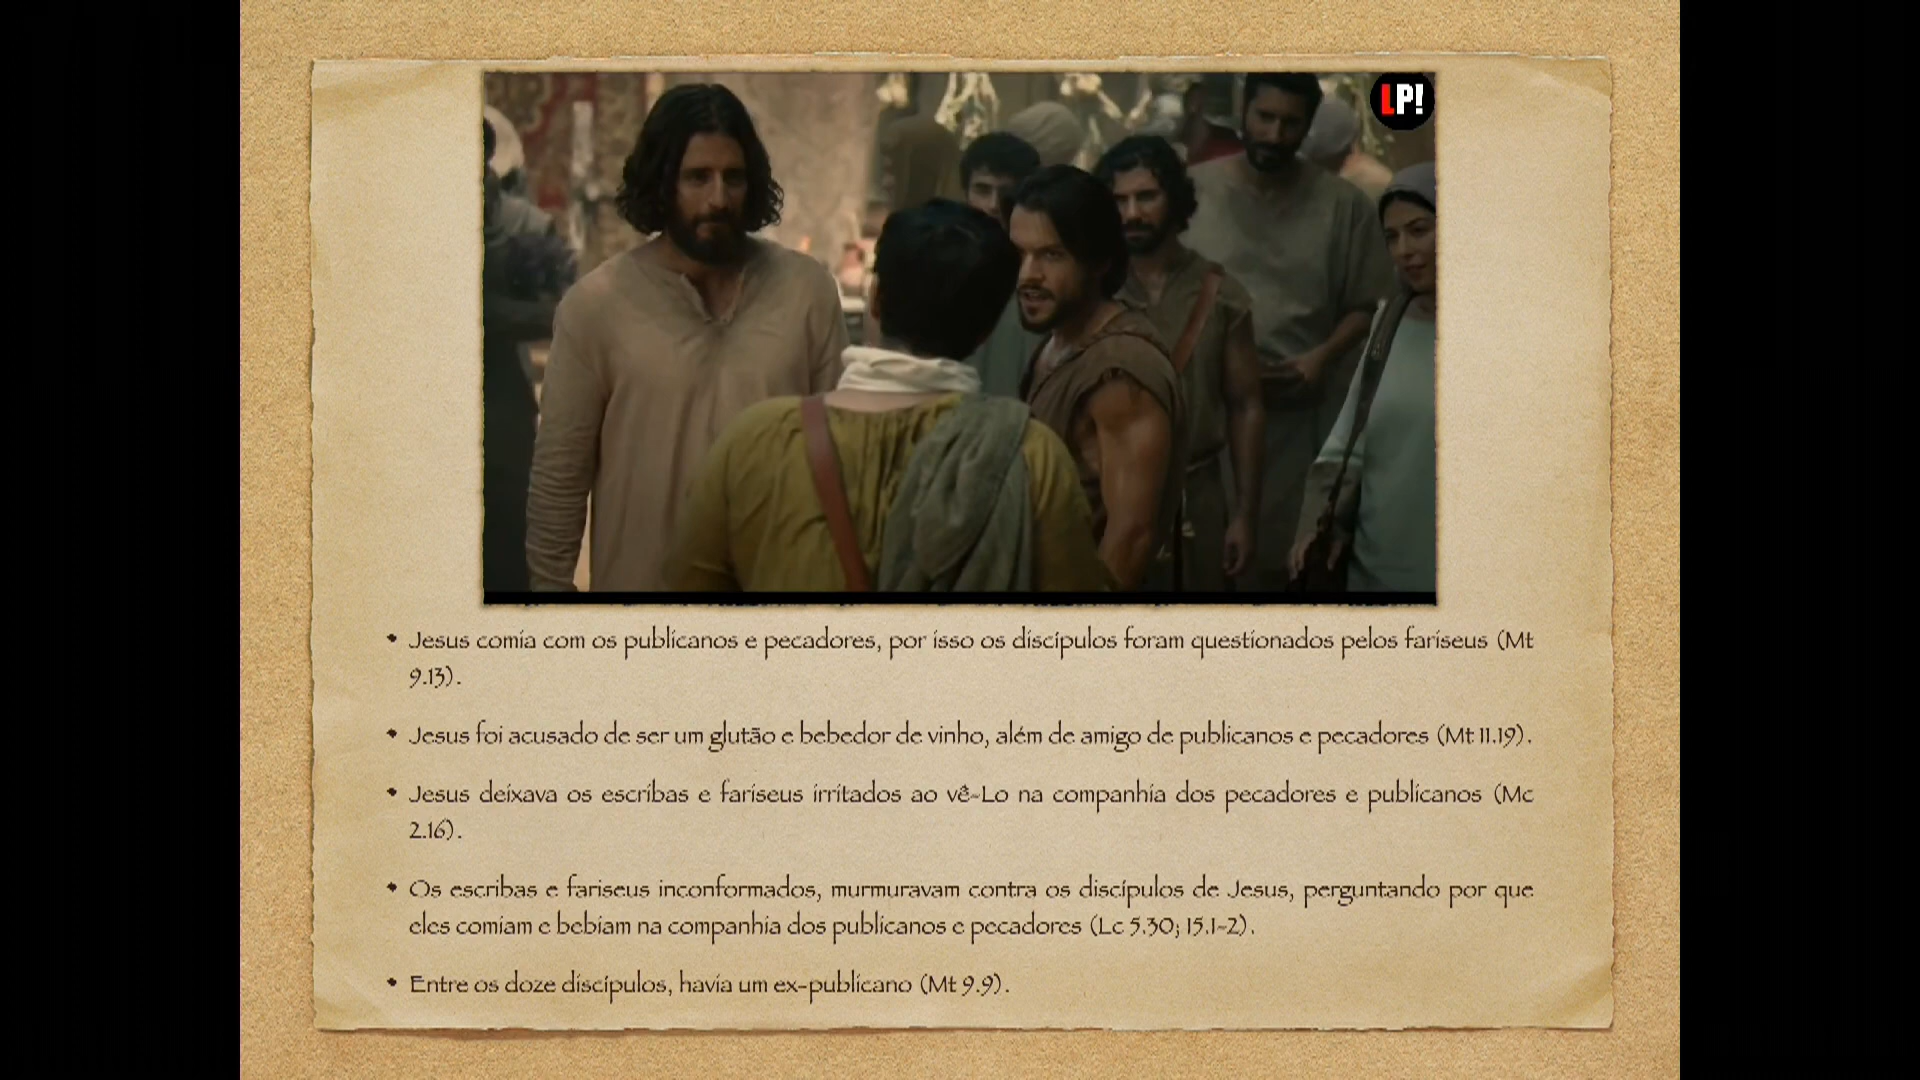 LP!
• Jesus comia com os publicanos e pecadores, por isso os discípulos foram questionados pelos fariseus (Mt
9.13).
• Jesus foi acusado de ser um glutão e bebedor de vinho, além de amigo de publicanos e pecadores (Mt 11.19).
• Jesus deixava os escribas e fariseus irritados ao vê-Lo na companhia dos pecadores e publicanos (Mc
2.16).
• Os escribas e fariseus inconformados, murmuravam contra os discípulos de Jesus, perguntando por que
eles comiam e bebiam na companhia dos publicanos e pecadores (Lc 5.30; 15.1-2).
• Entre os doze discípulos, havia um ex-publicano (Mt 9.9).